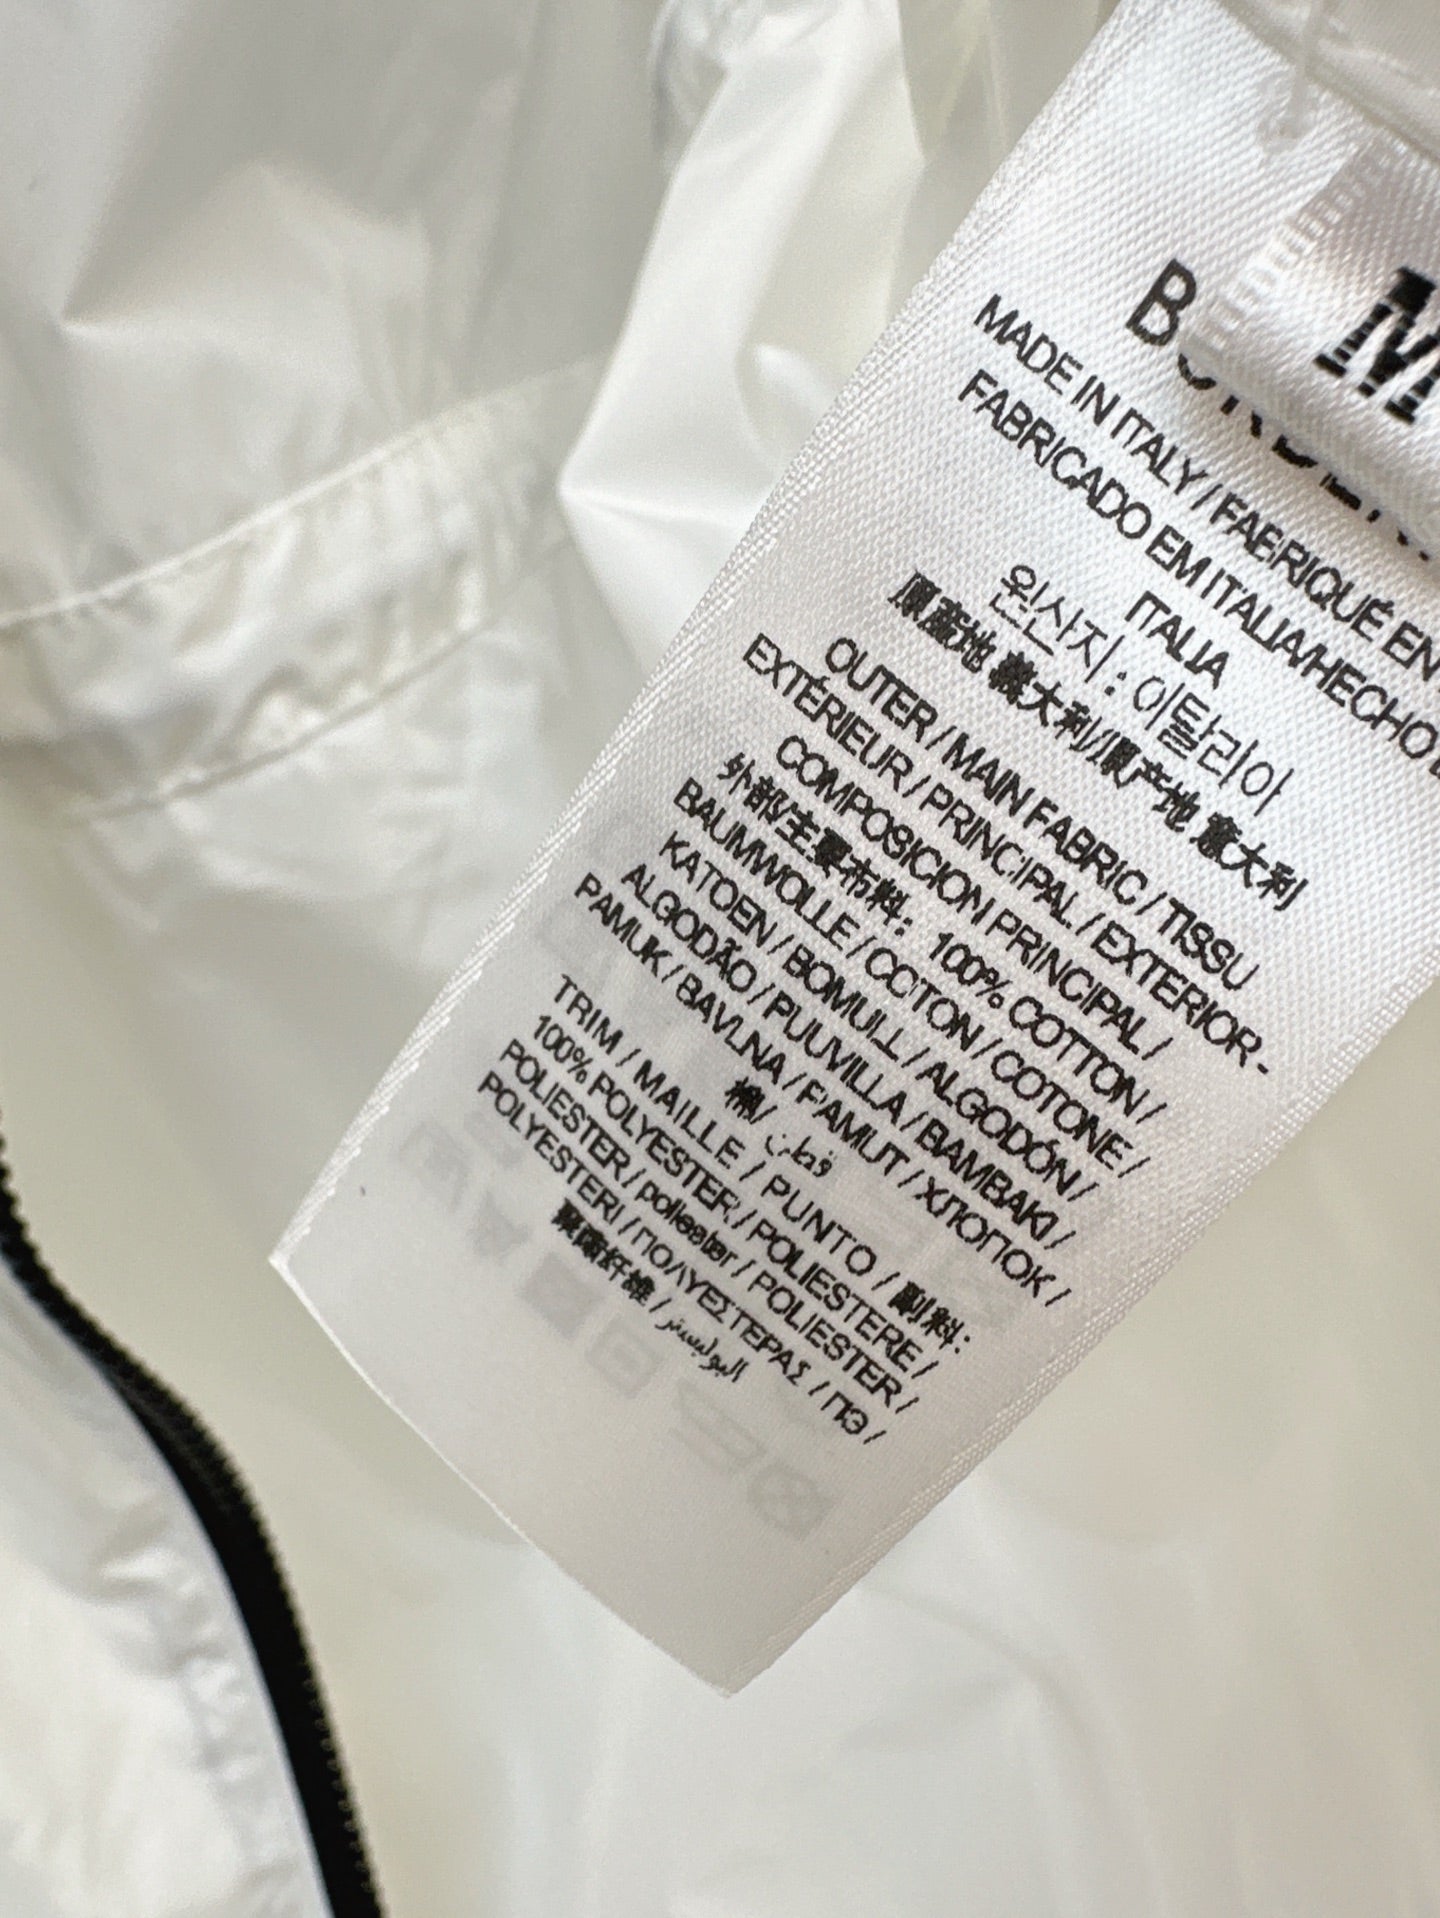 M
MADE IN ITALY / FABRIQUÉ EN
FABRICADO EM ITALIA/HECHO
ITALIA
원산지 : 이탈리아
原產地 義大利/原产地 意大利
OUTER / MAIN FABRIC / TISSU
EXTÉRIEUR / PRINCIPAL / EXTERIOR -
COMPOSICION PRINCIPAL /
外部/主要布料: 100% COTTON /
BAUMWOLLE / COTON / COTONE /
KATOEN / BOMULL / ALGODÓN /
ALGODÃO / PUUVILLA / BAMBAKI /
PAMUK / BAVLNA / FAMUT / ХЛОПОК /
棉/ قطن
TRIM / MAILLE / PUNTO / 副料:
100% POLYESTER / POLIESTERE /
POLIESTER / poliester / POLIESTER /
POLYESTERI / ΠΟΛΥΕΣΤΕΡΑΣ / ПЭ /
聚酯纤维 / البوليستر